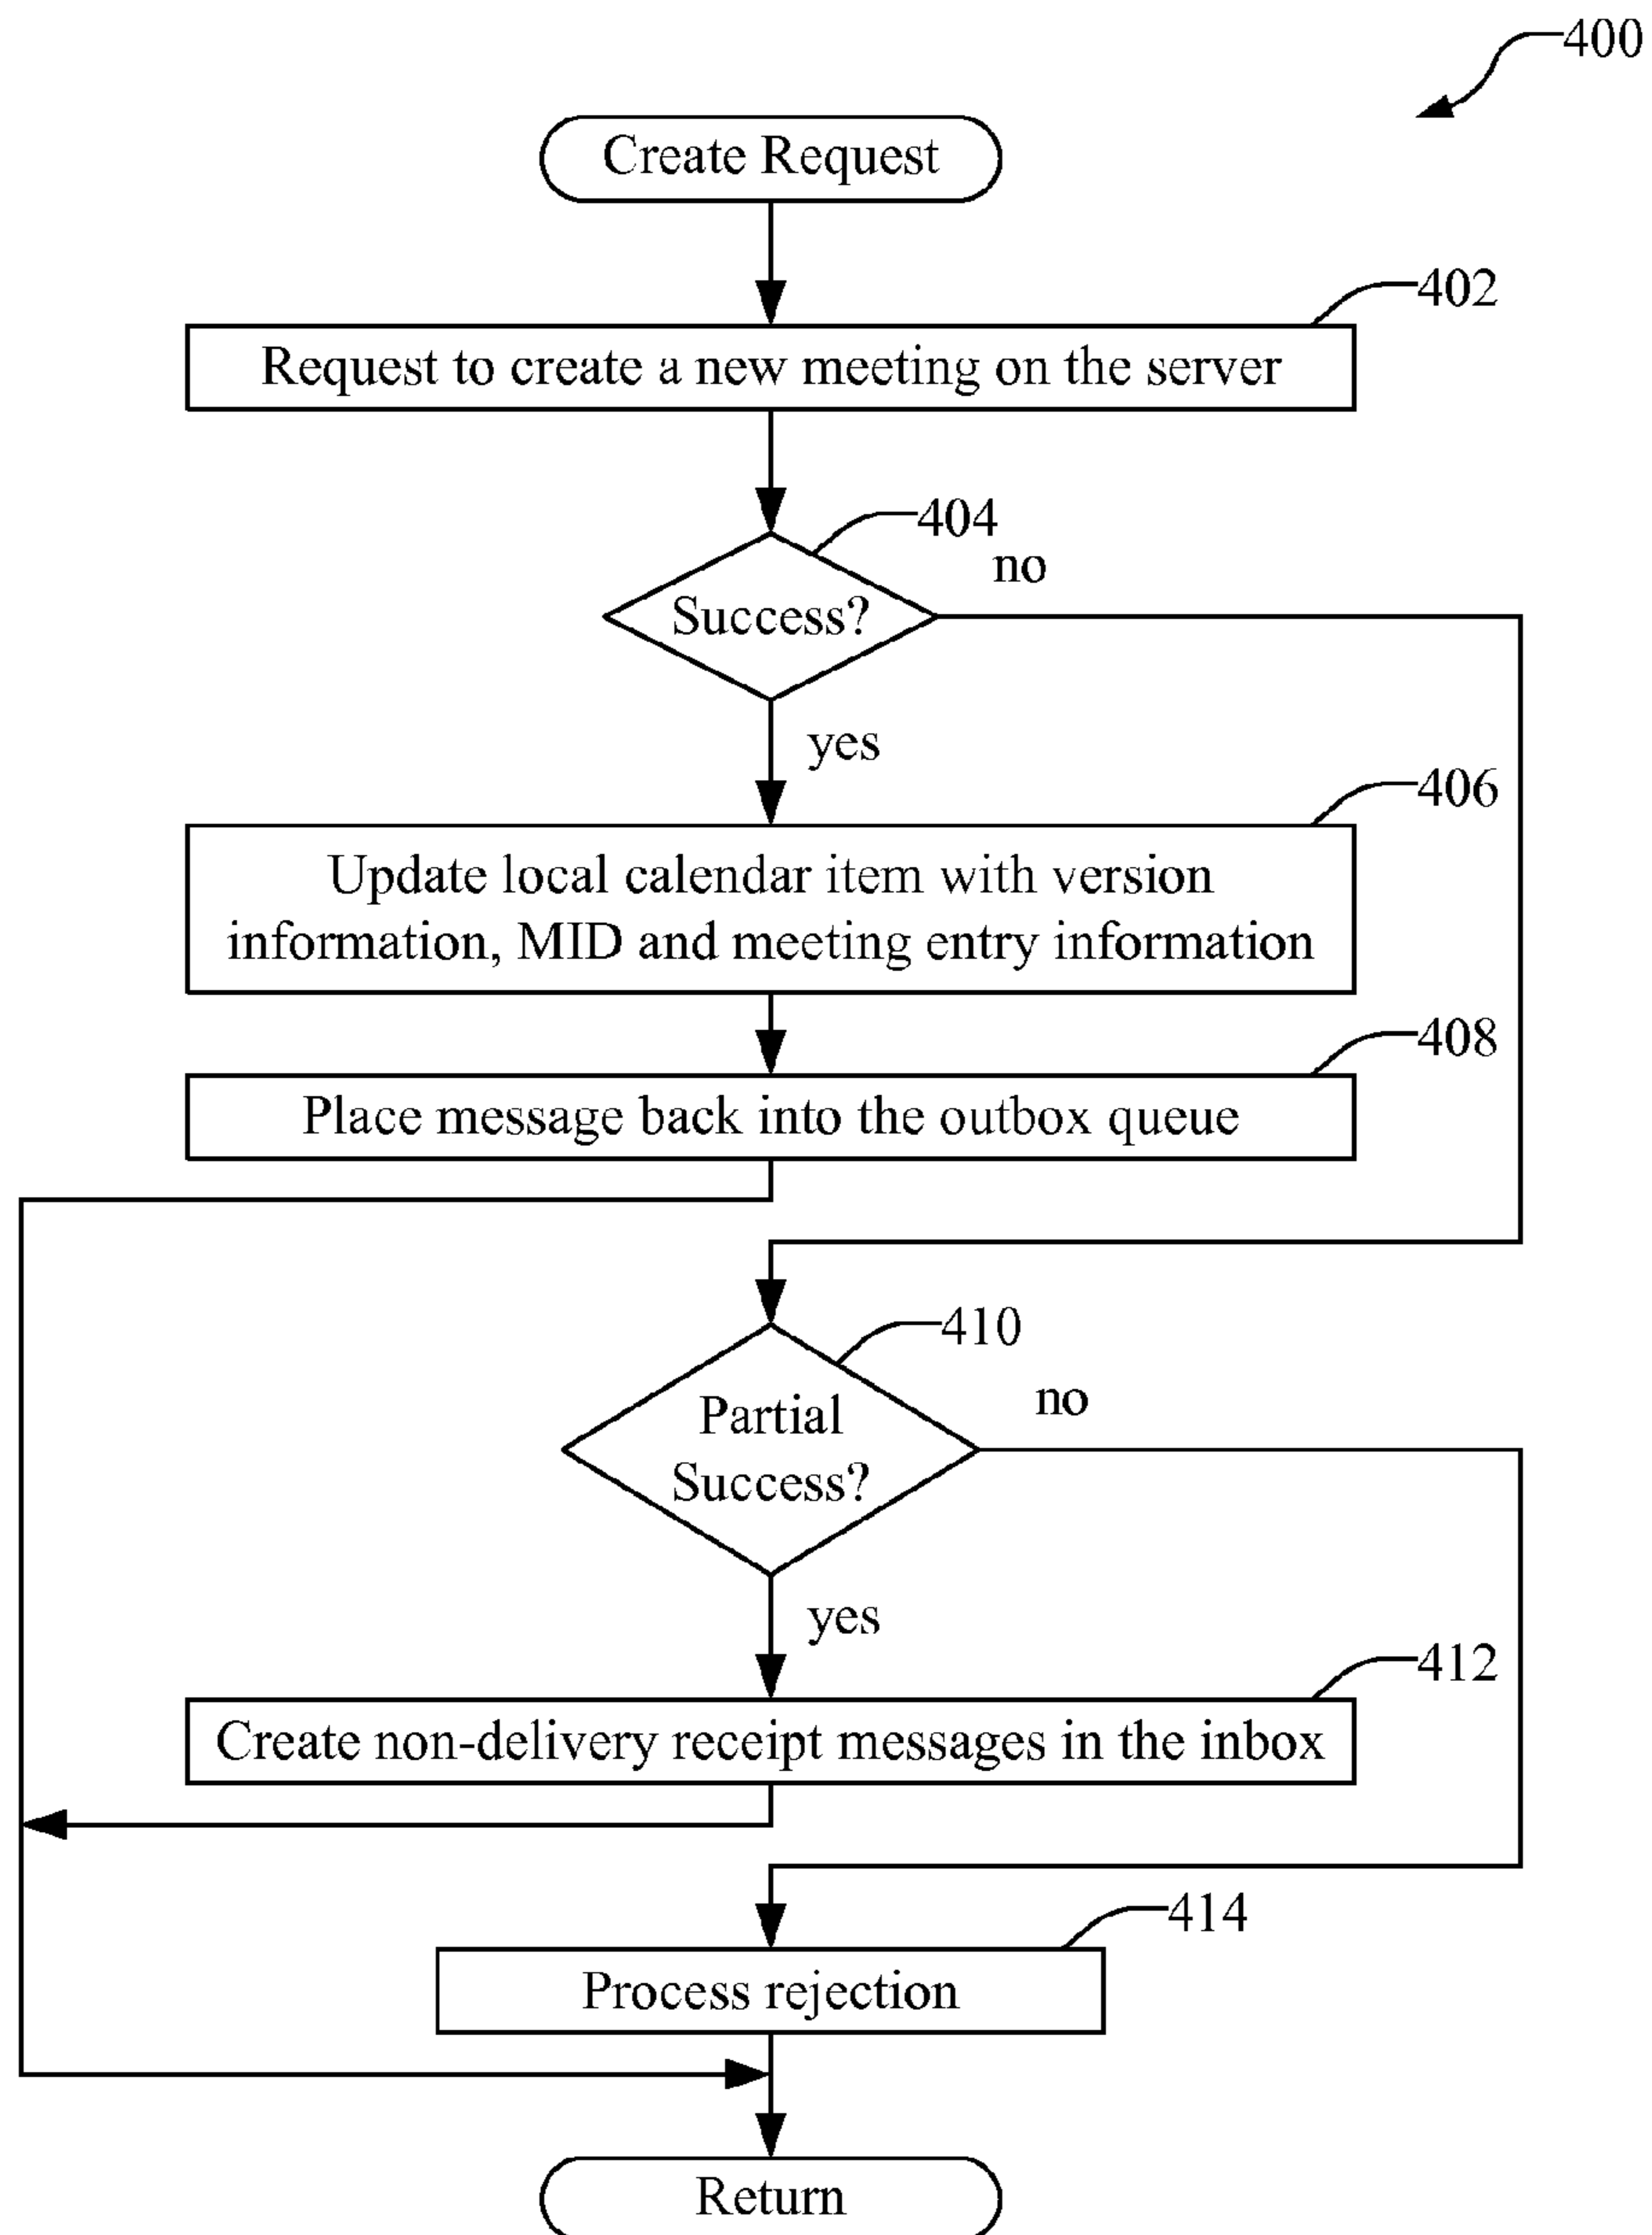 400
Create Request
402
Request to create a new meeting on the server
404
no
Success?
yes
406
Update local calendar item with version
information, MID and meeting entry information
408
Place message back into the outbox queue
410
no
Partial
Success?
yes
412
Create non-delivery receipt messages in the inbox
414
Process rejection
Return